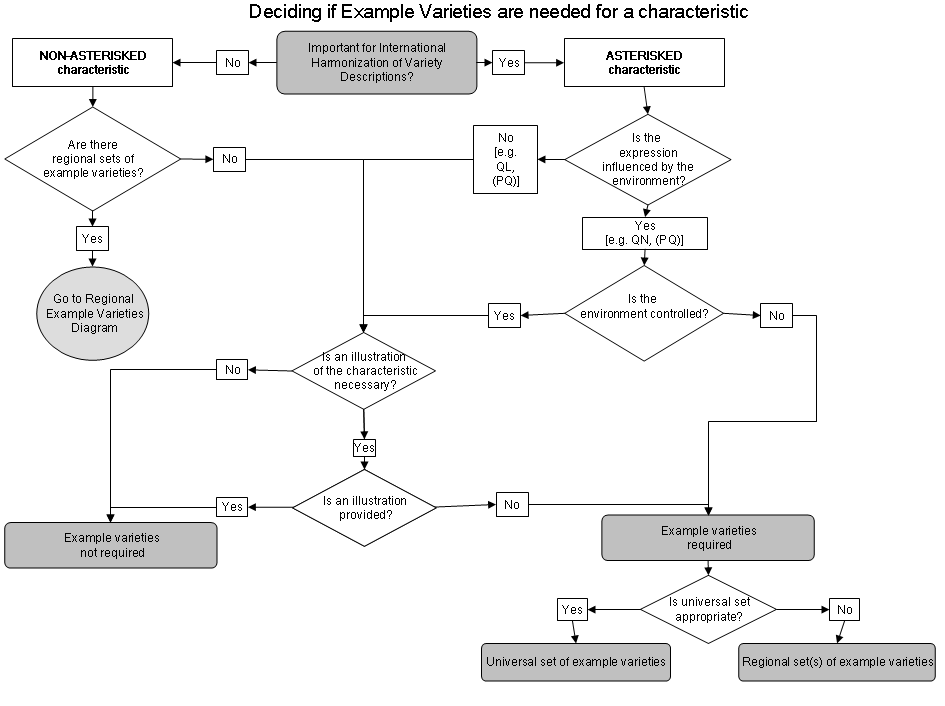 Deciding if Example Varieties are needed for a characteristic
NON-ASTERISKED
characteristic
No
Important for International
Harmonization of Variety
Descriptions?
Yes
ASTERISKED
characteristic
Are there
regional sets of
example varieties?
No
No
[e.g.
QL,
(PQ)]
Is the
expression
influenced by the
environment?
Yes
Yes
[e.g. QN, (PQ)]
Go to Regional
Example Varieties
Diagram
Yes
Is the
environment controlled?
No
No
Is an illustration
of the characteristic
necessary?
Yes
Yes
Is an illustration
provided?
No
Example varieties
not required
Example varieties
required
Yes
Is universal set
appropriate?
No
Universal set of example varieties
Regional set(s) of example varieties